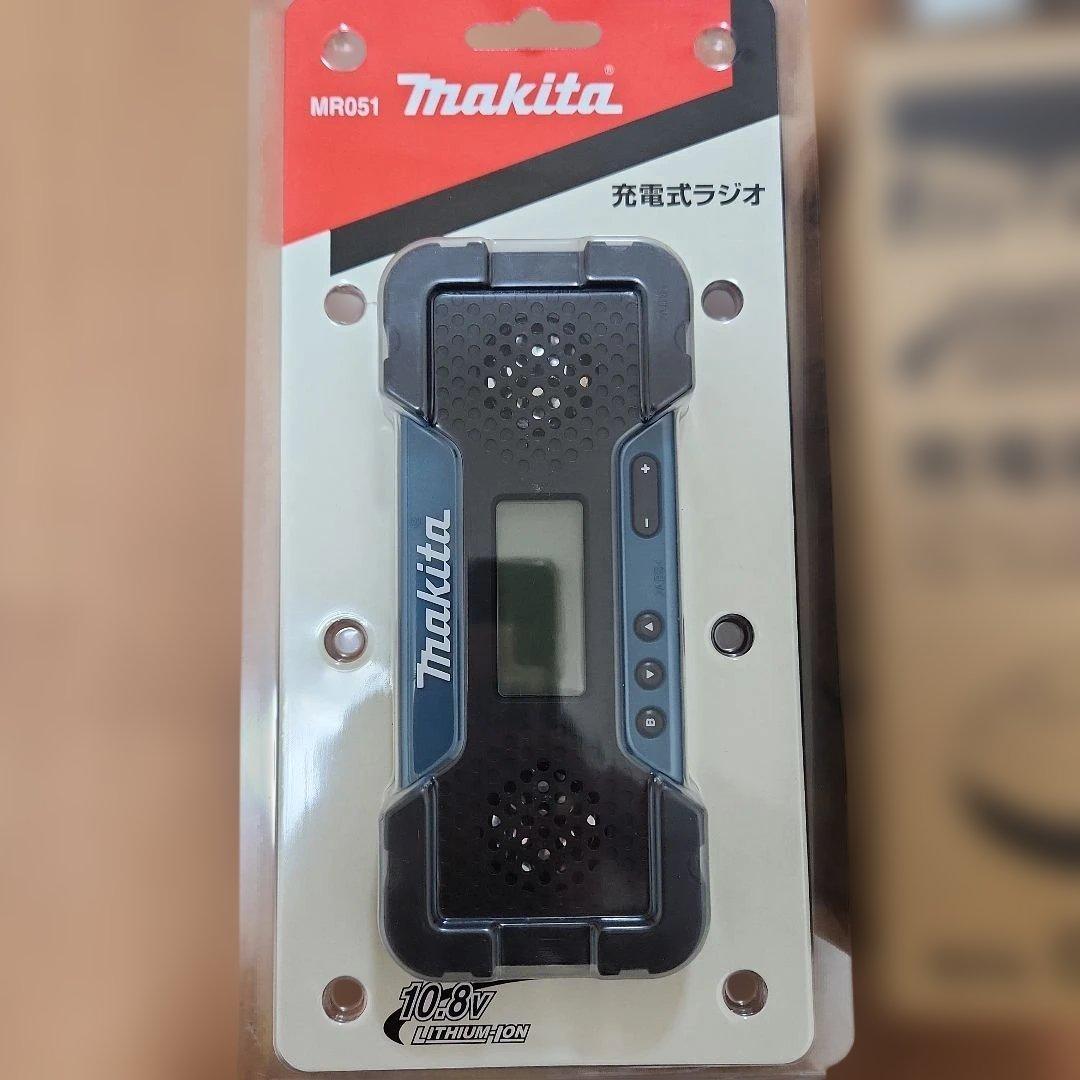 MR051 makita®
充電式ラジオ
makita®
+
-
B
10.8V
LITHIUM-ION